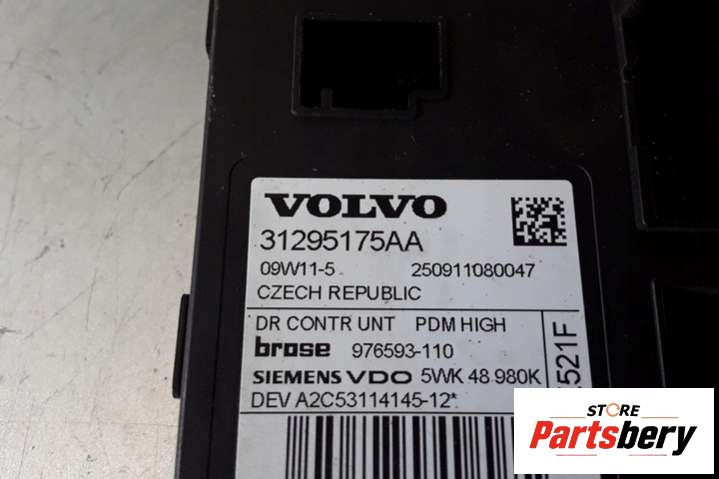 VOLVO
31295175AA
09W11-5 250911080047
CZECH REPUBLIC
DR CONTR UNT PDM HIGH
brose 976593-110
SIEMENS VDO 5WK 48 980K
DEV A2C53114145-12*
521F
STORE
Partsbery